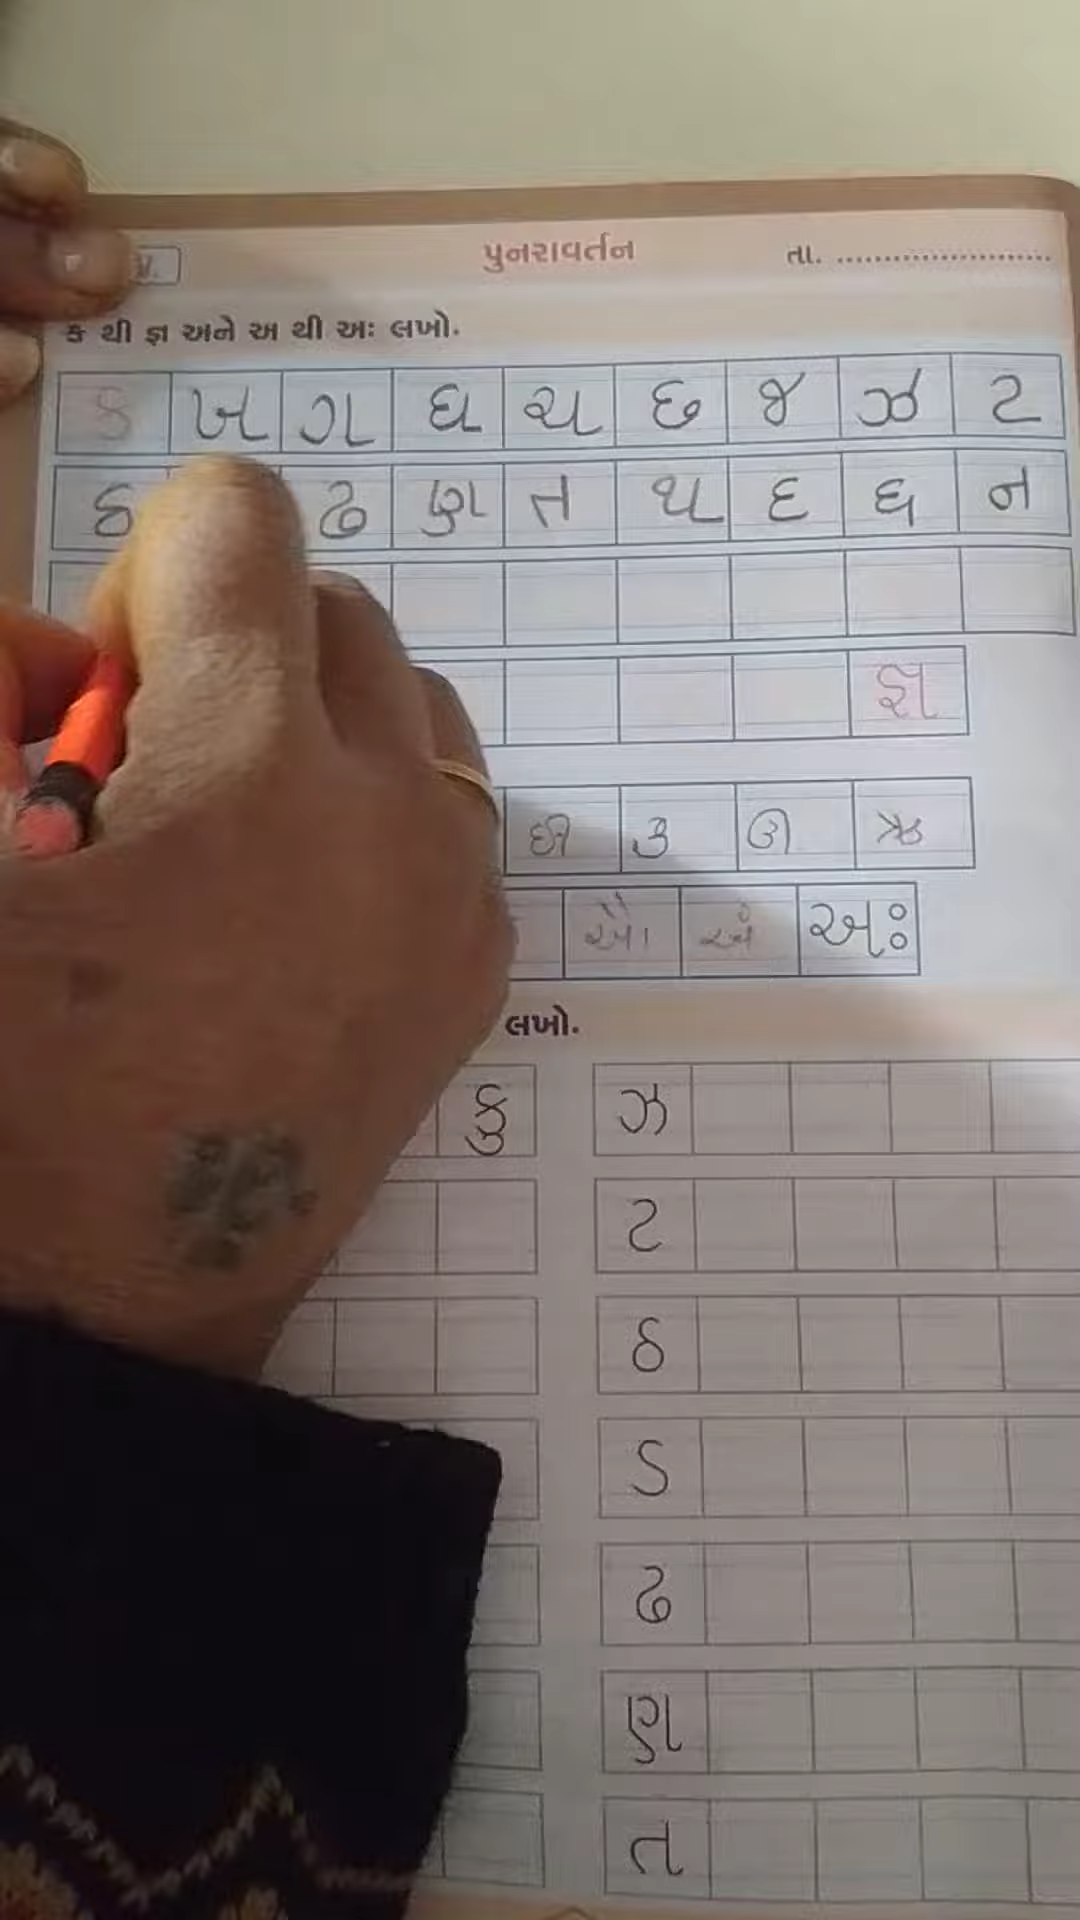 પુનરાવર્તન તા. ........................
ક થી જ્ઞ અને અ થી અઃ લખો.
ક ખ ગ ઘ ચ છ જ ઝ ટ
ઠ ઢ ણ ત થ દ ધ ન
જ્ઞ
ઈ ઉ ઊ ઋ
ઔ અં અઃ
લખો.
કુ ઝ
ટ
ઠ
ડ
ઢ
ણ
ત